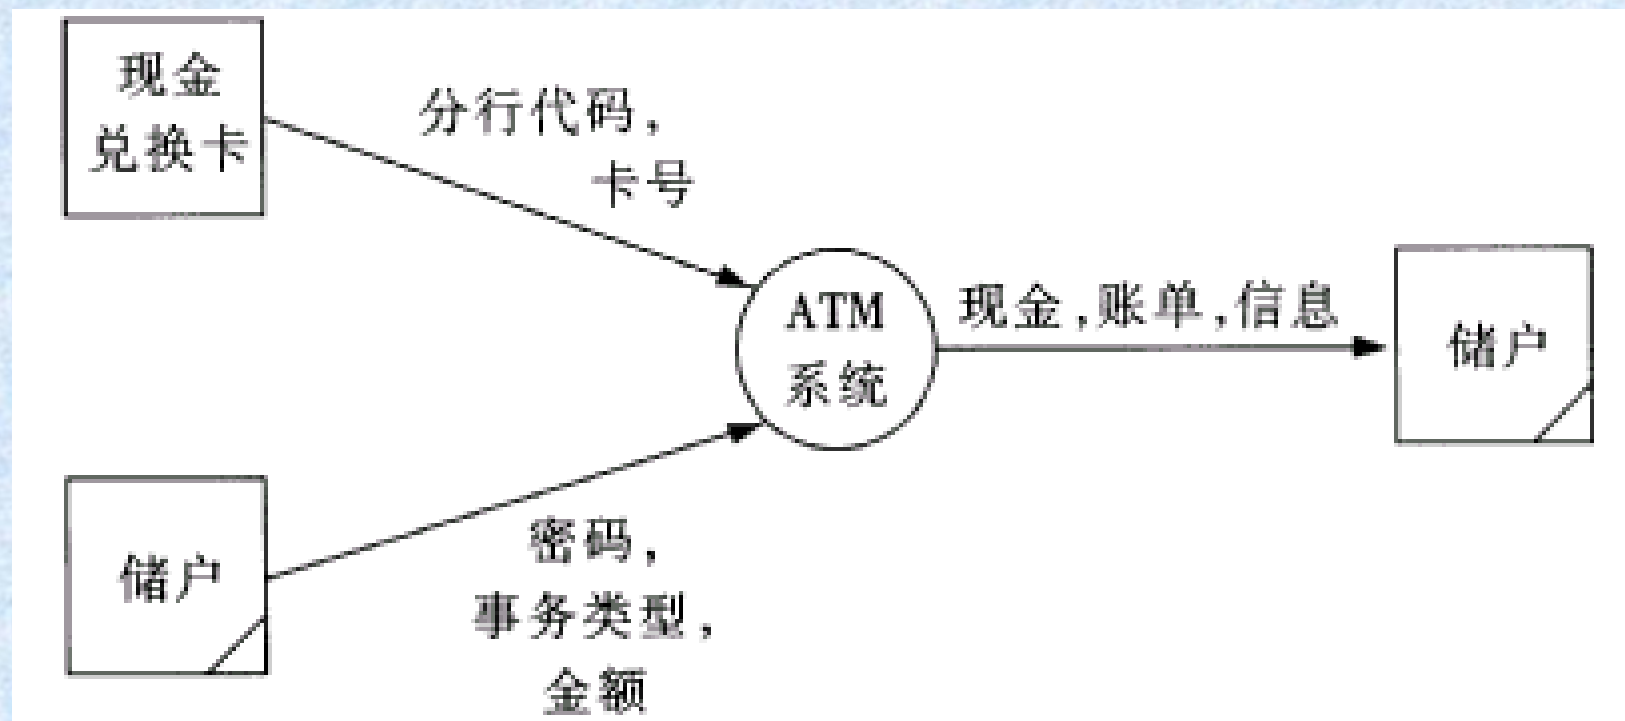 现金
兑换卡
分行代码，
卡号
ATM
系统
现金,账单,信息
储户
储户
密码，
事务类型，
金额